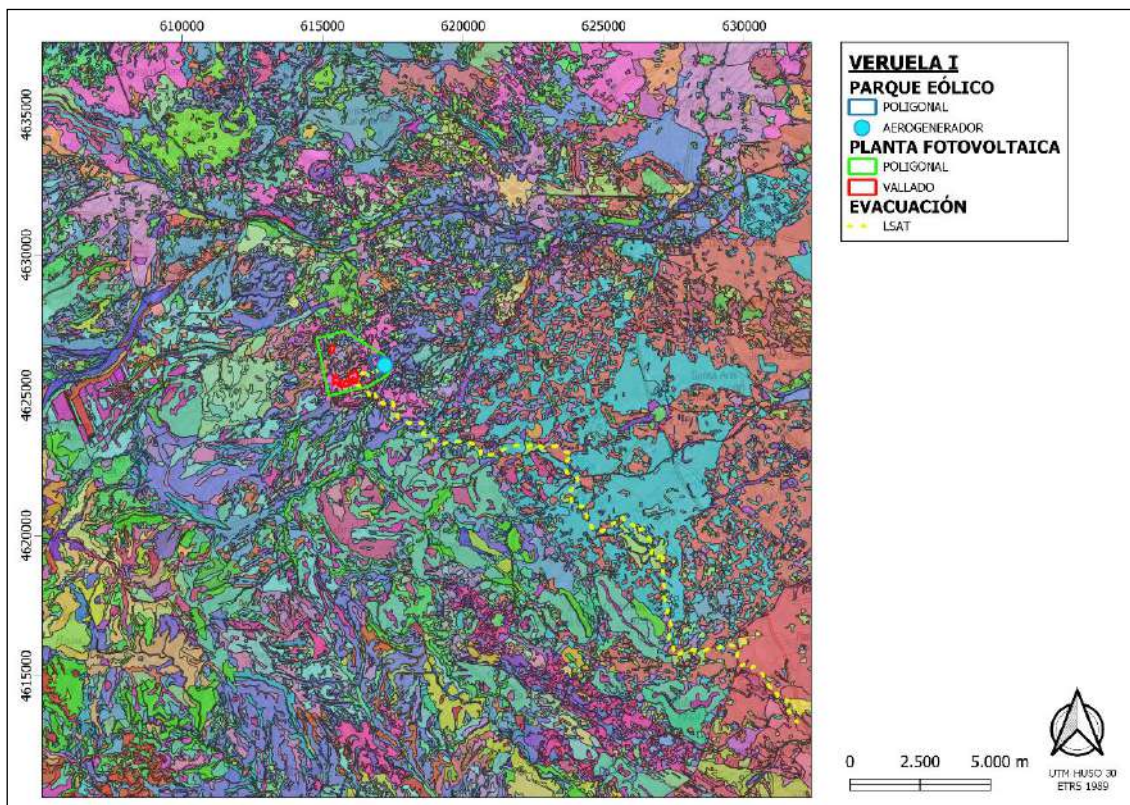 610000 615000 620000 625000 630000
4635000
4630000
4625000
4620000
4615000
VERUELA I
PARQUE EÓLICO
POLIGONAL
AEROGENERADOR
PLANTA FOTOVOLTAICA
POLIGONAL
VALLADO
EVACUACIÓN
LSAT
0 2.500 5.000 m
UTM HUSO 30
ETRS 1989